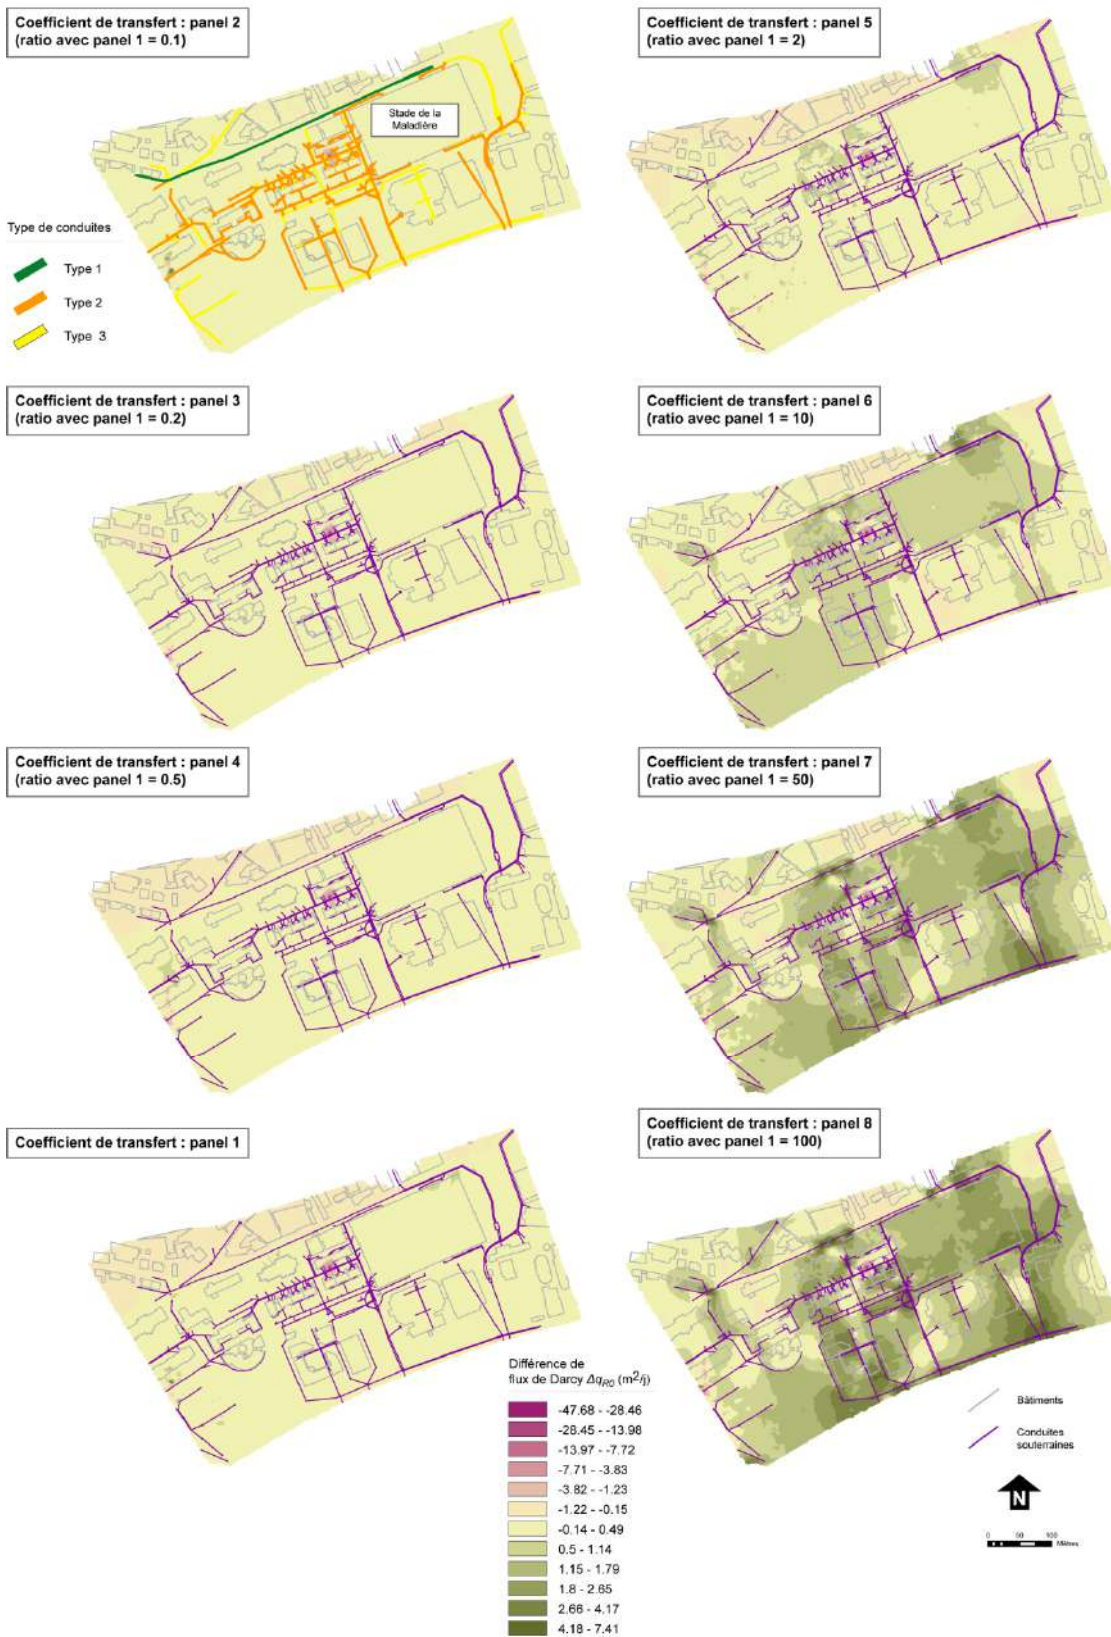 Coefficient de transfert : panel 2
(ratio avec panel 1 = 0.1)
Stade de la
Maladière
Type de conduites
Type 1
Type 2
Type 3
Coefficient de transfert : panel 5
(ratio avec panel 1 = 2)
Coefficient de transfert : panel 3
(ratio avec panel 1 = 0.2)
Coefficient de transfert : panel 6
(ratio avec panel 1 = 10)
Coefficient de transfert : panel 4
(ratio avec panel 1 = 0.5)
Coefficient de transfert : panel 7
(ratio avec panel 1 = 50)
Coefficient de transfert : panel 1
Coefficient de transfert : panel 8
(ratio avec panel 1 = 100)
Différence de
flux de Darcy Δq_R0 (m²/j)
-47.68 - -28.46
-28.45 - -13.98
-13.97 - -7.72
-7.71 - -3.83
-3.82 - -1.23
-1.22 - -0.15
-0.14 - 0.49
0.5 - 1.14
1.15 - 1.79
1.8 - 2.65
2.66 - 4.17
4.18 - 7.41
Bâtiments
Conduites
souterraines
N
0 50 100
Mètres